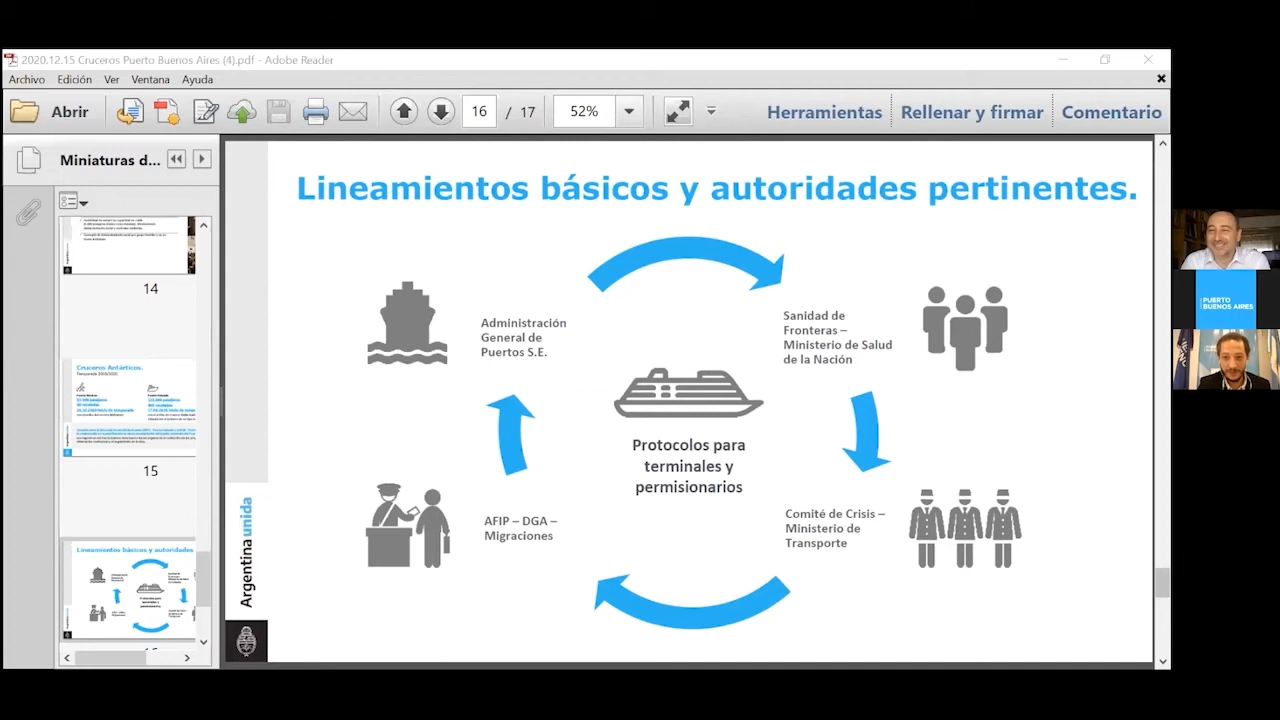 2020.12.15 Cruceros Puerto Buenos Aires (4).pdf - Adobe Reader
Archivo Edición Ver Ventana Ayuda
Abrir
16 / 17
52%
Herramientas
Rellenar y firmar
Comentario
Miniaturas d...
14
Cruceros Antárticos.
15
Lineamientos básicos y autoridades
Lineamientos básicos y autoridades pertinentes.
Administración
General de
Puertos S.E.
Sanidad de
Fronteras –
Ministerio de Salud
de la Nación
Protocolos para
terminales y
permisionarios
AFIP – DGA –
Migraciones
Comité de Crisis –
Ministerio de
Transporte
Argentina unida
PUERTO
BUENOS AIRES